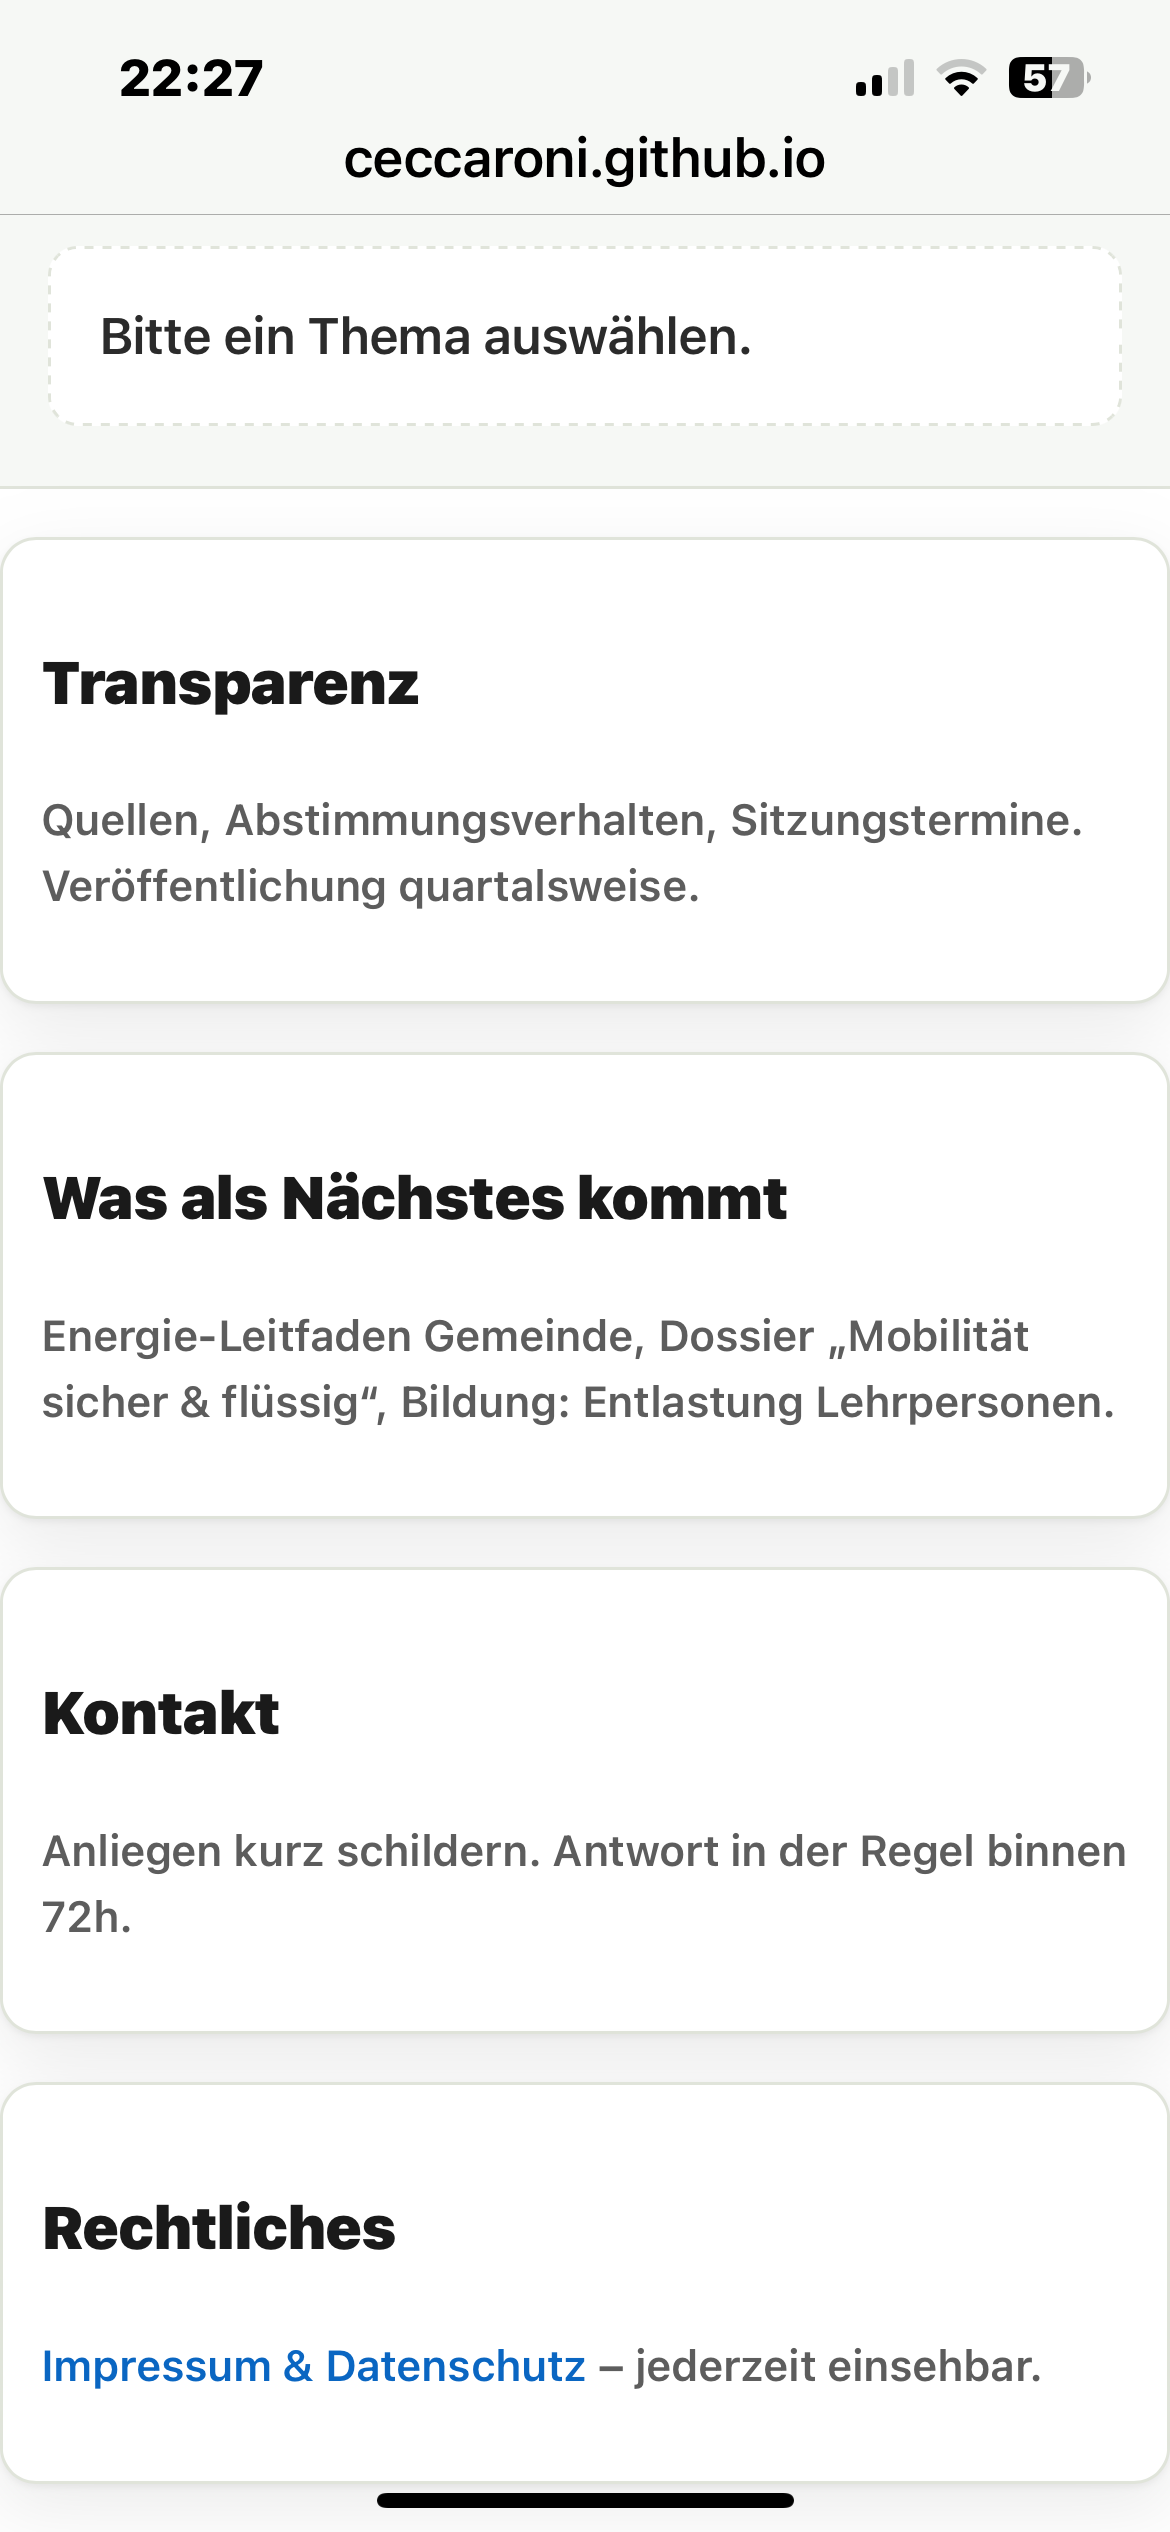 22:27
57
ceccaroni.github.io
Bitte ein Thema auswählen.
Transparenz
Quellen, Abstimmungsverhalten, Sitzungstermine.
Veröffentlichung quartalsweise.
Was als Nächstes kommt
Energie-Leitfaden Gemeinde, Dossier „Mobilität
sicher & flüssig“, Bildung: Entlastung Lehrpersonen.
Kontakt
Anliegen kurz schildern. Antwort in der Regel binnen
72h.
Rechtliches
Impressum & Datenschutz – jederzeit einsehbar.